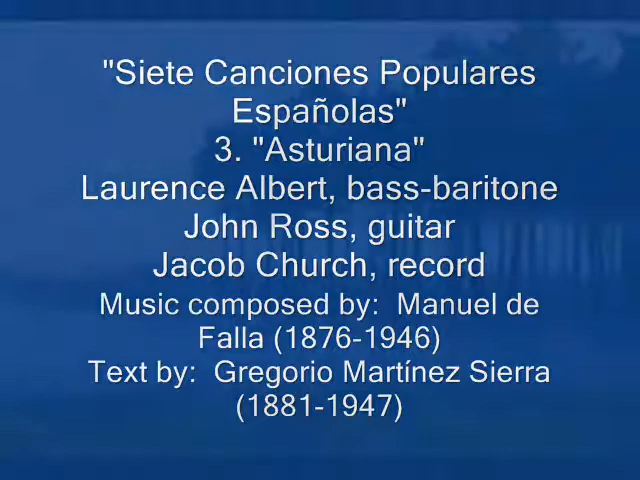 "Siete Canciones Populares
Españolas"
3. "Asturiana"
Laurence Albert, bass-baritone
John Ross, guitar
Jacob Church, record
Music composed by:  Manuel de
Falla (1876-1946)
Text by:  Gregorio Martínez Sierra
(1881-1947)